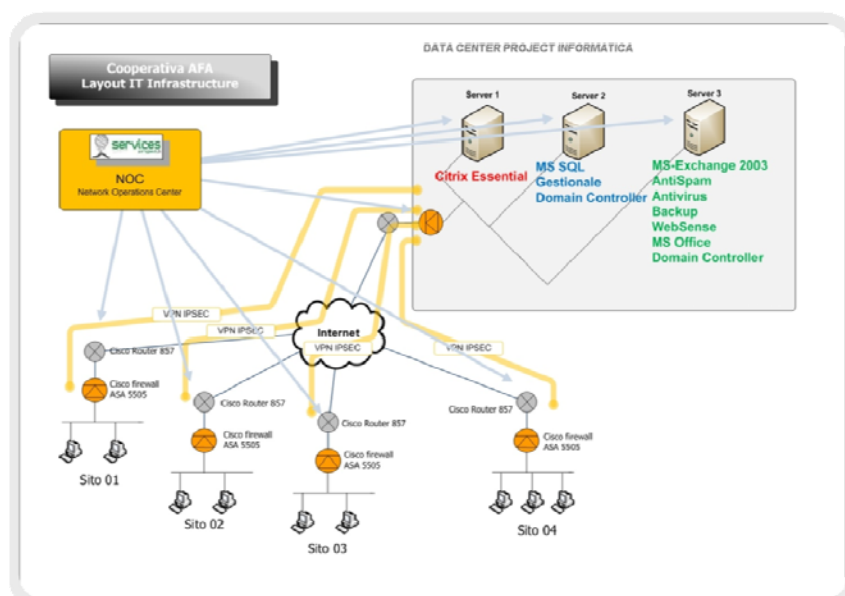 DATA CENTER PROJECT INFORMATICA
Cooperativa AFA
Layout IT Infrastructure
Server 1
Server 2
Server 3
services
NOC
Network Operations Center
Citrix Essential
MS SQL
Gestionale
Domain Controller
MS-Exchange 2003
AntiSpam
Antivirus
Backup
WebSense
MS Office
Domain Controller
VPN IPSEC
VPN IPSEC
Internet
VPN IPSEC
VPN IPSEC
Cisco Router 857
Cisco firewall
ASA 5505
Sito 01
Cisco Router 857
Cisco firewall
ASA 5505
Sito 02
Cisco Router 857
Cisco firewall
ASA 5505
Sito 03
Cisco Router 857
Cisco firewall
ASA 5505
Sito 04